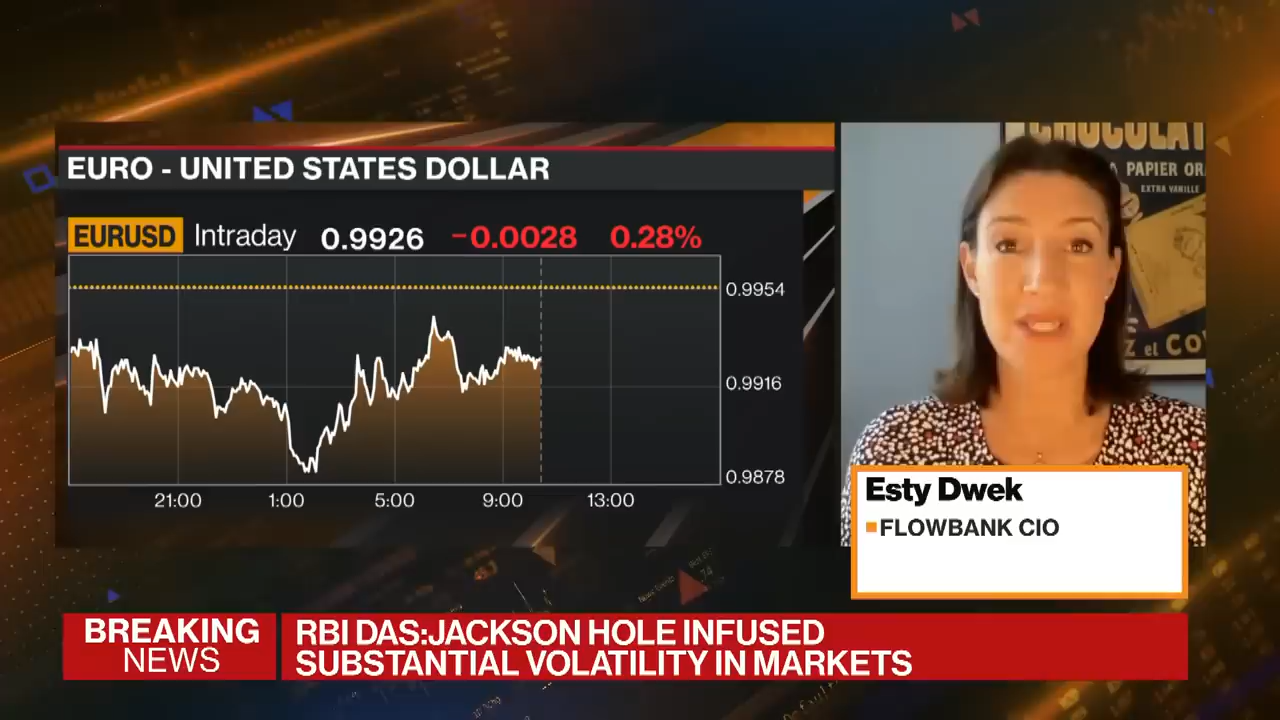 EURO - UNITED STATES DOLLAR
EURUSD Intraday 0.9926 −0.0028 0.28%
0.9954
0.9916
0.9878
21:00 1:00 5:00 9:00 13:00
CHOCOLAT
PAPIER OR
EXTRA VANILLE
Z el CO
Esty Dwek
FLOWBANK CIO
BREAKING
NEWS
RBI DAS:JACKSON HOLE INFUSED
SUBSTANTIAL VOLATILITY IN MARKETS